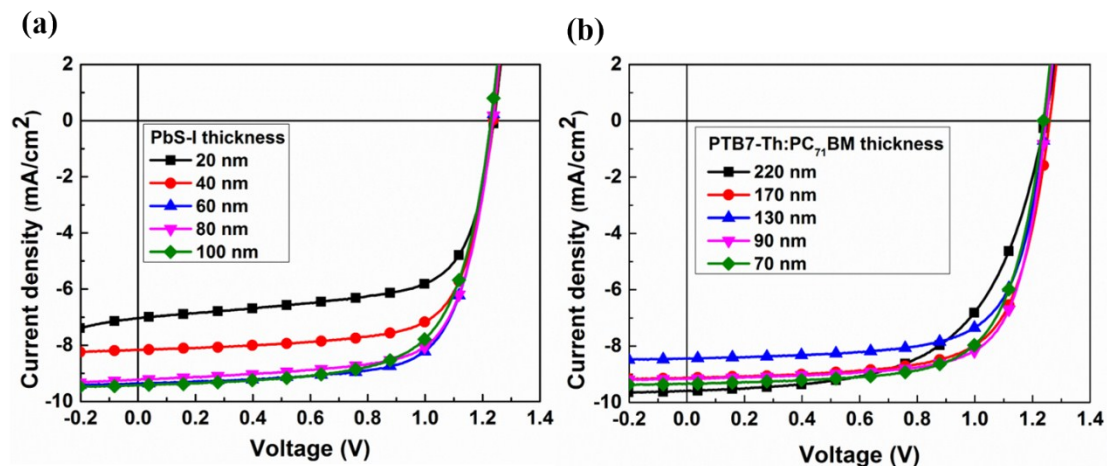 (a)
Current density (mA/cm²)
2
0
-2
-4
-6
-8
-10
PbS-I thickness
20 nm
40 nm
60 nm
80 nm
100 nm
-0.2 0.0 0.2 0.4 0.6 0.8 1.0 1.2 1.4
Voltage (V)
(b)
Current density (mA/cm²)
2
0
-2
-4
-6
-8
-10
PTB7-Th:PC₇₁BM thickness
220 nm
170 nm
130 nm
90 nm
70 nm
-0.2 0.0 0.2 0.4 0.6 0.8 1.0 1.2 1.4
Voltage (V)